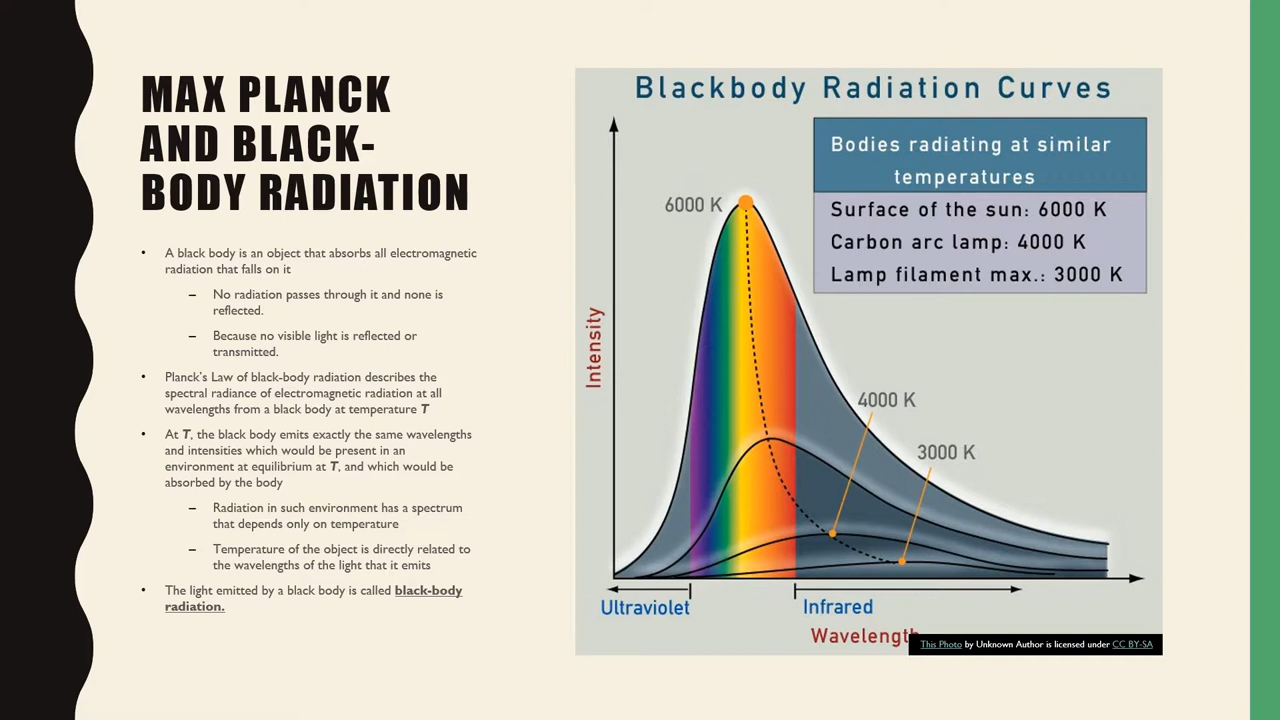 MAX PLANCK
AND BLACK-
BODY RADIATION
• A black body is an object that absorbs all electromagnetic
radiation that falls on it
– No radiation passes through it and none is
reflected.
– Because no visible light is reflected or
transmitted.
• Planck's Law of black-body radiation describes the
spectral radiance of electromagnetic radiation at all
wavelengths from a black body at temperature T
• At T, the black body emits exactly the same wavelengths
and intensities which would be present in an
environment at equilibrium at T, and which would be
absorbed by the body
– Radiation in such environment has a spectrum
that depends only on temperature
– Temperature of the object is directly related to
the wavelengths of the light that it emits
• The light emitted by a black body is called black-body
radiation.
Blackbody Radiation Curves
Bodies radiating at similar
temperatures
Surface of the sun: 6000 K
Carbon arc lamp: 4000 K
Lamp filament max.: 3000 K
6000 K
Intensity
4000 K
3000 K
Ultraviolet
Infrared
Wavelength
This Photo by Unknown Author is licensed under CC BY-SA